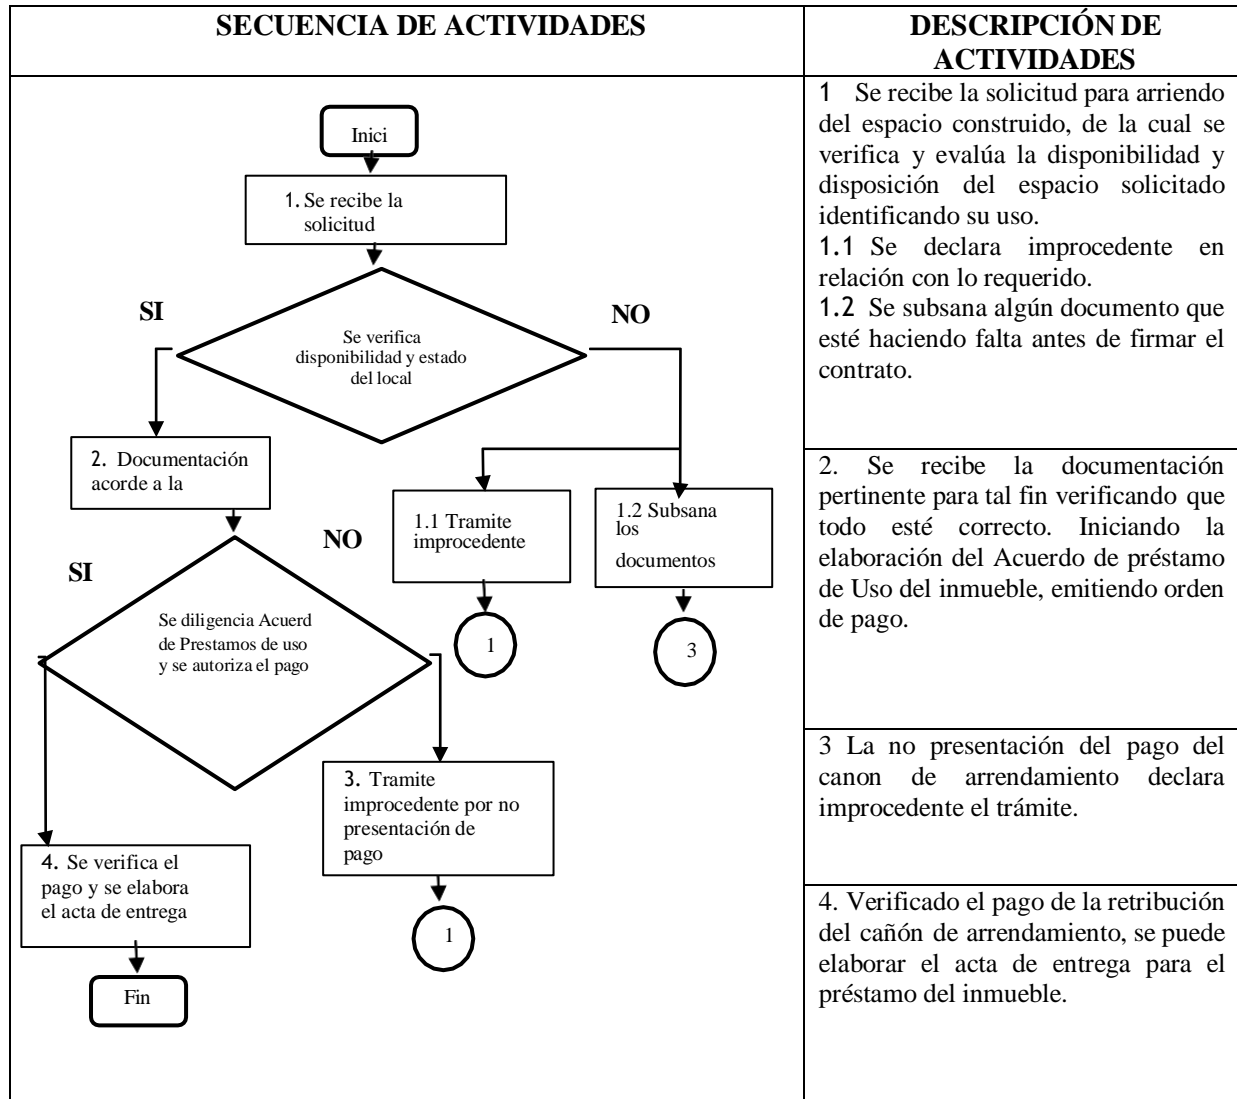 SECUENCIA DE ACTIVIDADES
DESCRIPCIÓN DE
ACTIVIDADES
Inici
1. Se recibe la
solicitud
SI
NO
Se verifica
disponibilidad y estado
del local
2. Documentación
acorde a la
1.1 Tramite
improcedente
1.2 Subsana
los
documentos
NO
SI
Se diligencia Acuerd
de Prestamos de uso
y se autoriza el pago
1
3
3. Tramite
improcedente por no
presentación de
pago
4. Se verifica el
pago y se elabora
el acta de entrega
1
Fin
1 Se recibe la solicitud para arriendo
del espacio construido, de la cual se
verifica y evalúa la disponibilidad y
disposición del espacio solicitado
identificando su uso.
1.1 Se declara improcedente en
relación con lo requerido.
1.2 Se subsana algún documento que
esté haciendo falta antes de firmar el
contrato.
2. Se recibe la documentación
pertinente para tal fin verificando que
todo esté correcto. Iniciando la
elaboración del Acuerdo de préstamo
de Uso del inmueble, emitiendo orden
de pago.
3 La no presentación del pago del
canon de arrendamiento declara
improcedente el trámite.
4. Verificado el pago de la retribución
del cañón de arrendamiento, se puede
elaborar el acta de entrega para el
préstamo del inmueble.